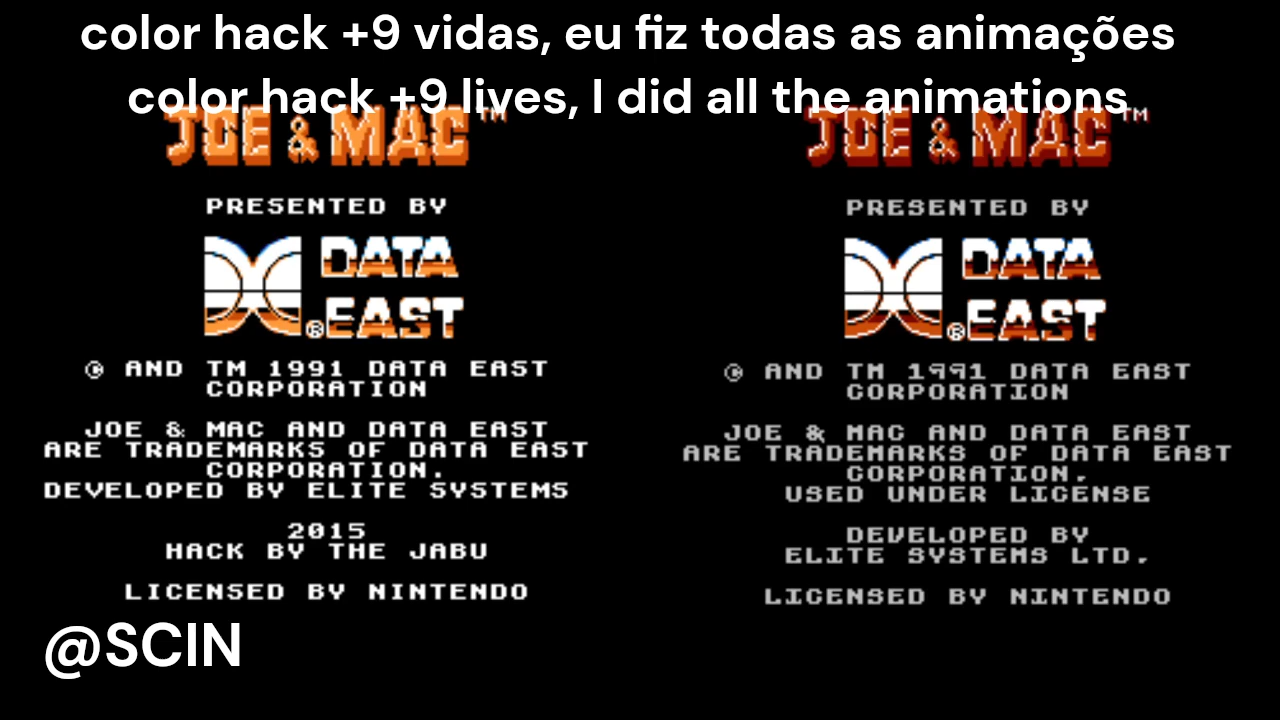 color hack +9 vidas, eu fiz todas as animações
color hack +9 lives, I did all the animations
JOE & MAC™
PRESENTED BY
DATA
®EAST
© AND TM 1991 DATA EAST
CORPORATION
JOE & MAC AND DATA EAST
ARE TRADEMARKS OF DATA EAST
CORPORATION.
DEVELOPED BY ELITE SYSTEMS
2015
HACK BY THE JABU
LICENSED BY NINTENDO
JOE & MAC™
PRESENTED BY
DATA
®EAST
© AND TM 1991 DATA EAST
CORPORATION
JOE & MAC AND DATA EAST
ARE TRADEMARKS OF DATA EAST
CORPORATION.
USED UNDER LICENSE
DEVELOPED BY
ELITE SYSTEMS LTD.
LICENSED BY NINTENDO
@SCIN